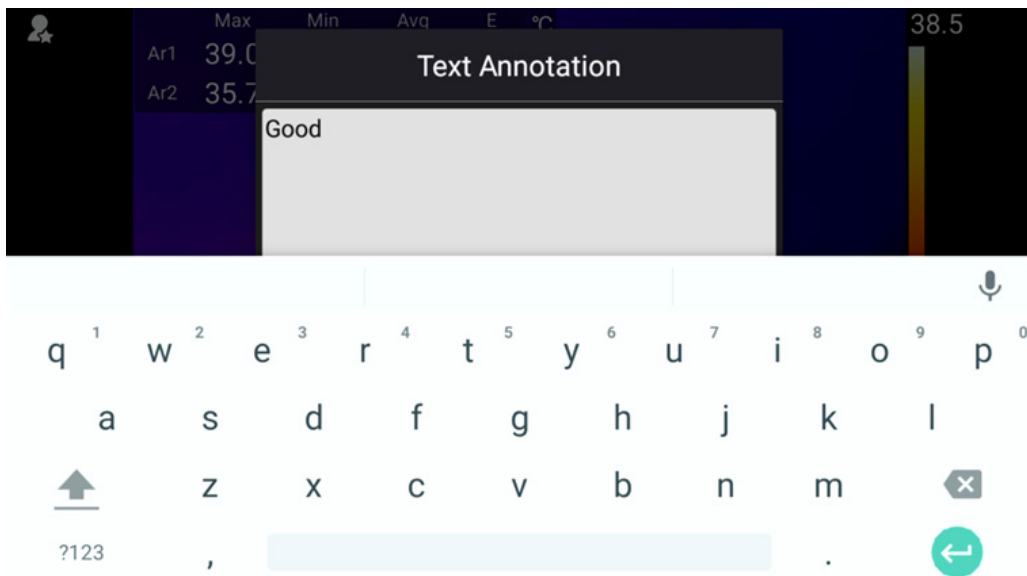 Max Min Avg E °C
38.5
Ar1 39.0
Ar2 35.7
Text Annotation
Good
q 1 w 2 e 3 r 4 t 5 y 6 u 7 i 8 o 9 p 0
a s d f g h j k l
z x c v b n m
?123 , .